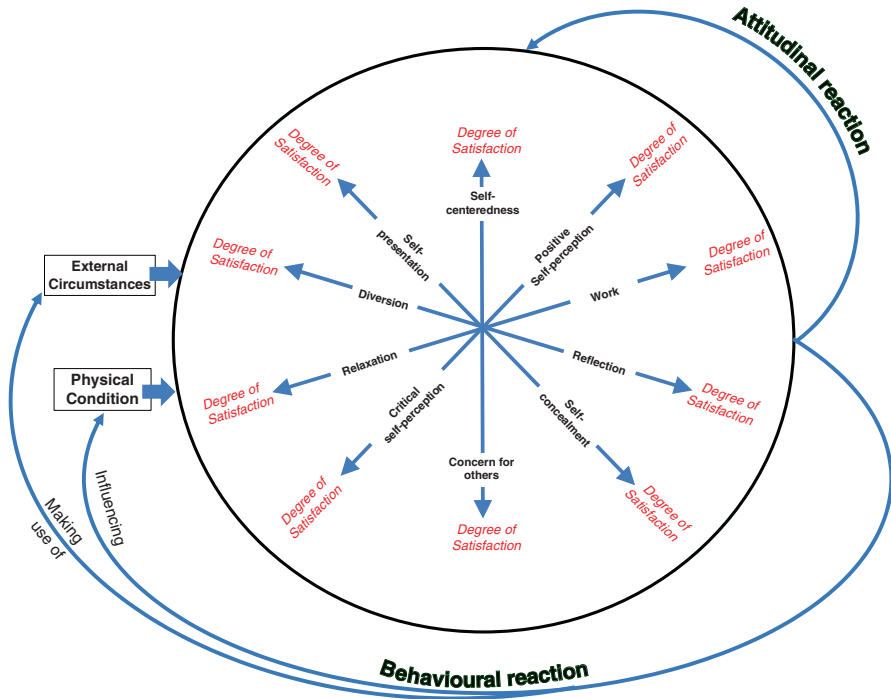 Attitudinal reaction
Degree of
Satisfaction
Degree of
Satisfaction
Degree of
Satisfaction
Self-
centeredness
Self-
presentation
Positive
Self-perception
Degree of
Satisfaction
Degree of
Satisfaction
External
Circumstances
Diversion
Work
Physical
Condition
Relaxation
Reflection
Degree of
Satisfaction
Degree of
Satisfaction
Critical
self-perception
Self-
concealment
Concern for
others
Degree of
Satisfaction
Degree of
Satisfaction
Degree of
Satisfaction
Making
use of
Influencing
Behavioural reaction